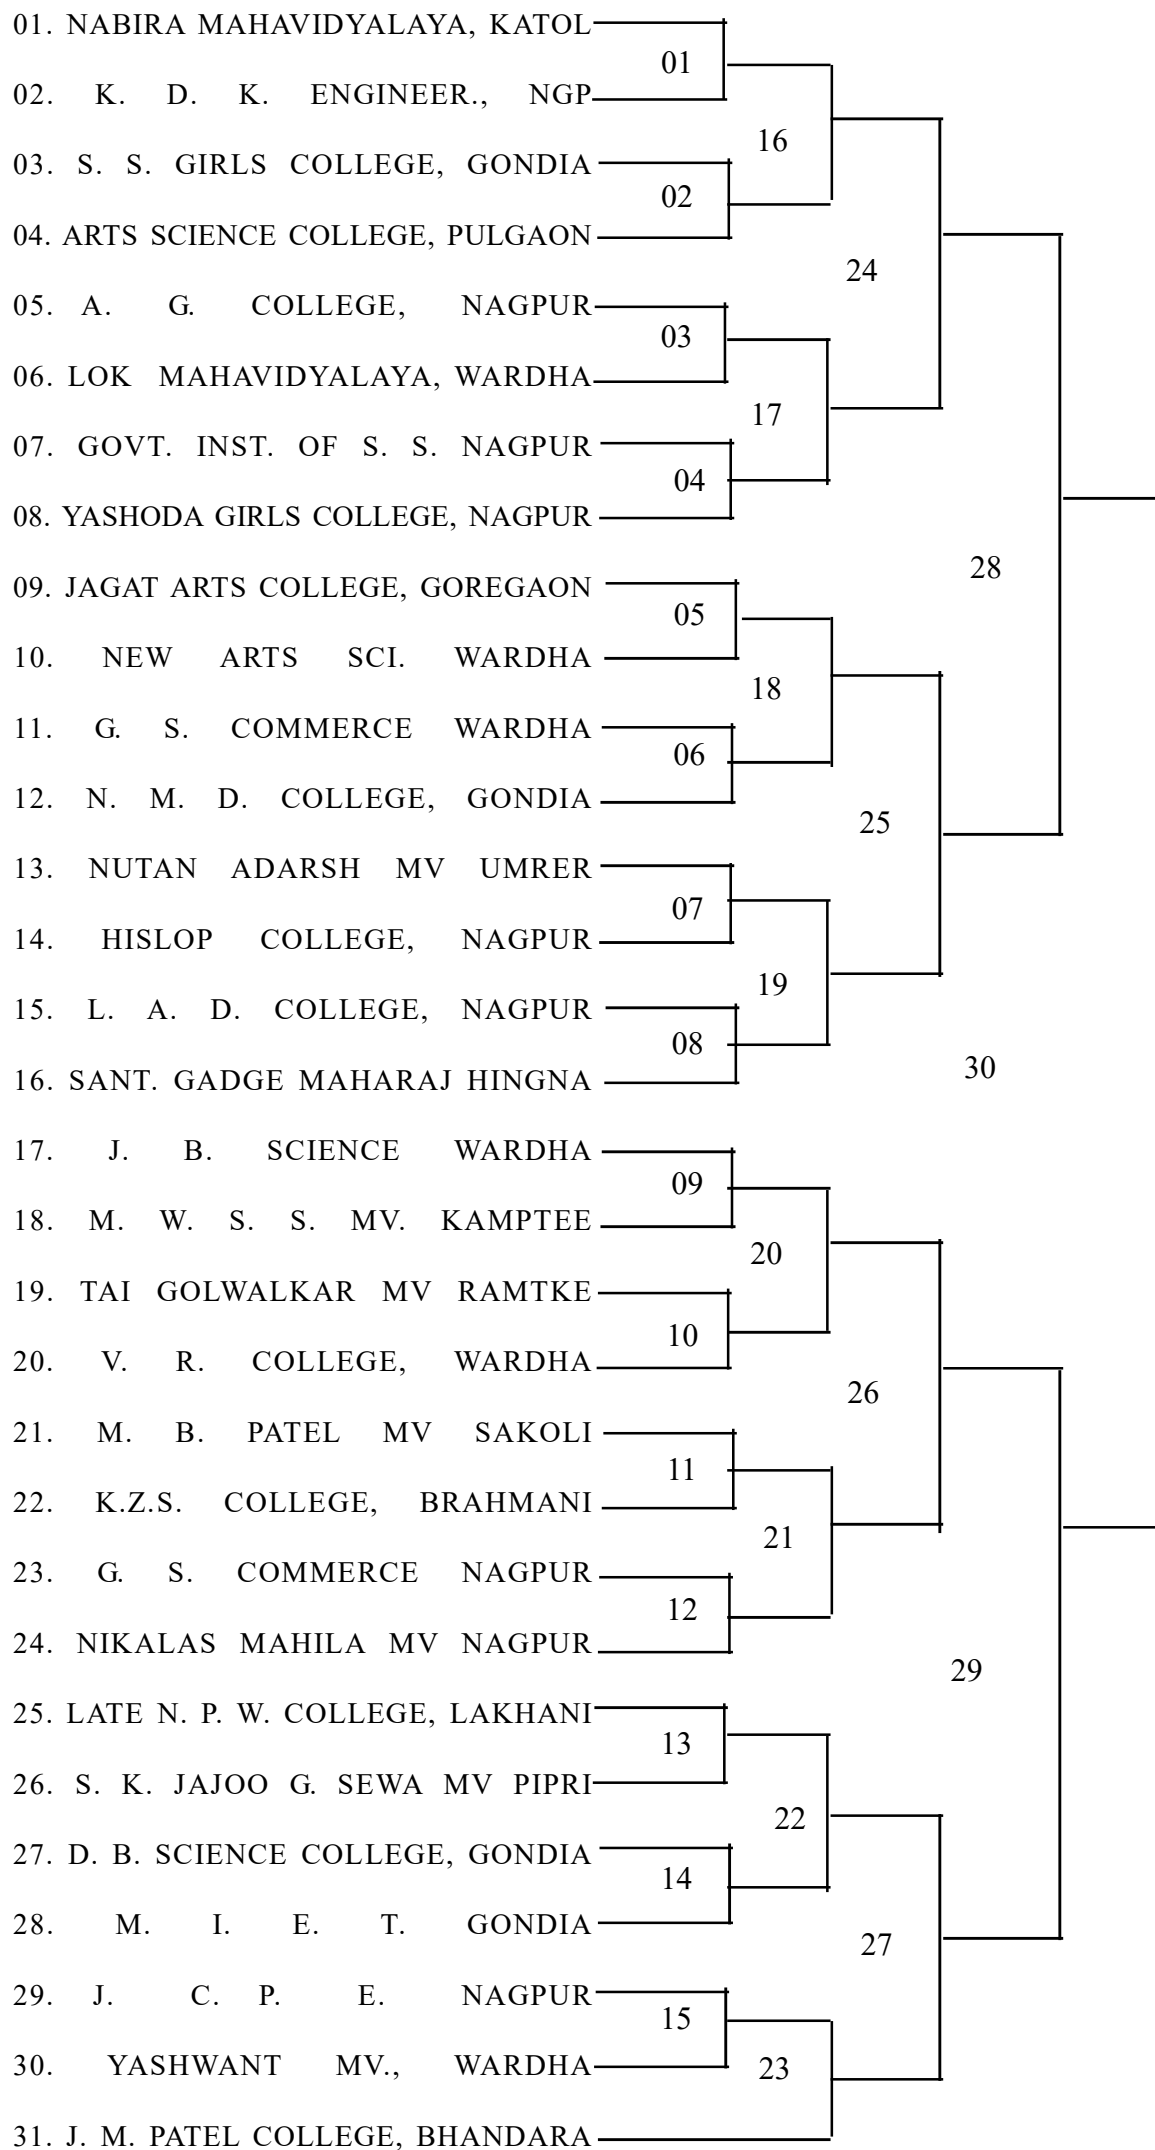 01. NABIRA MAHAVIDYALAYA, KATOL
01
02. K. D. K. ENGINEER., NGP
16
03. S. S. GIRLS COLLEGE, GONDIA
02
04. ARTS SCIENCE COLLEGE, PULGAON
24
05. A. G. COLLEGE, NAGPUR
03
06. LOK MAHAVIDYALAYA, WARDHA
17
07. GOVT. INST. OF S. S. NAGPUR
04
08. YASHODA GIRLS COLLEGE, NAGPUR
28
09. JAGAT ARTS COLLEGE, GOREGAON
05
10. NEW ARTS SCI. WARDHA
18
11. G. S. COMMERCE WARDHA
06
12. N. M. D. COLLEGE, GONDIA
25
13. NUTAN ADARSH MV UMRER
07
14. HISLOP COLLEGE, NAGPUR
19
15. L. A. D. COLLEGE, NAGPUR
08
30
16. SANT. GADGE MAHARAJ HINGNA
17. J. B. SCIENCE WARDHA
09
18. M. W. S. S. MV. KAMPTEE
20
19. TAI GOLWALKAR MV RAMTKE
10
20. V. R. COLLEGE, WARDHA
26
21. M. B. PATEL MV SAKOLI
11
22. K.Z.S. COLLEGE, BRAHMANI
21
23. G. S. COMMERCE NAGPUR
12
24. NIKALAS MAHILA MV NAGPUR
29
25. LATE N. P. W. COLLEGE, LAKHANI
13
26. S. K. JAJOO G. SEWA MV PIPRI
22
27. D. B. SCIENCE COLLEGE, GONDIA
14
28. M. I. E. T. GONDIA
27
29. J. C. P. E. NAGPUR
15
30. YASHWANT MV., WARDHA
23
31. J. M. PATEL COLLEGE, BHANDARA